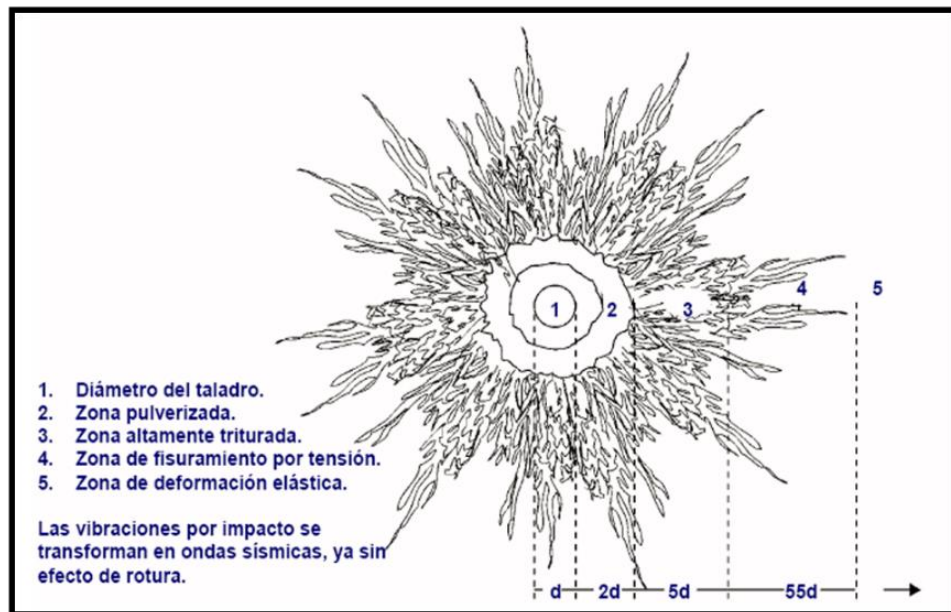 1
2
3
4
5
1. Diámetro del taladro.
2. Zona pulverizada.
3. Zona altamente triturada.
4. Zona de fisuramiento por tensión.
5. Zona de deformación elástica.
Las vibraciones por impacto se
transforman en ondas sísmicas, ya sin
efecto de rotura.
d 2d 5d 55d